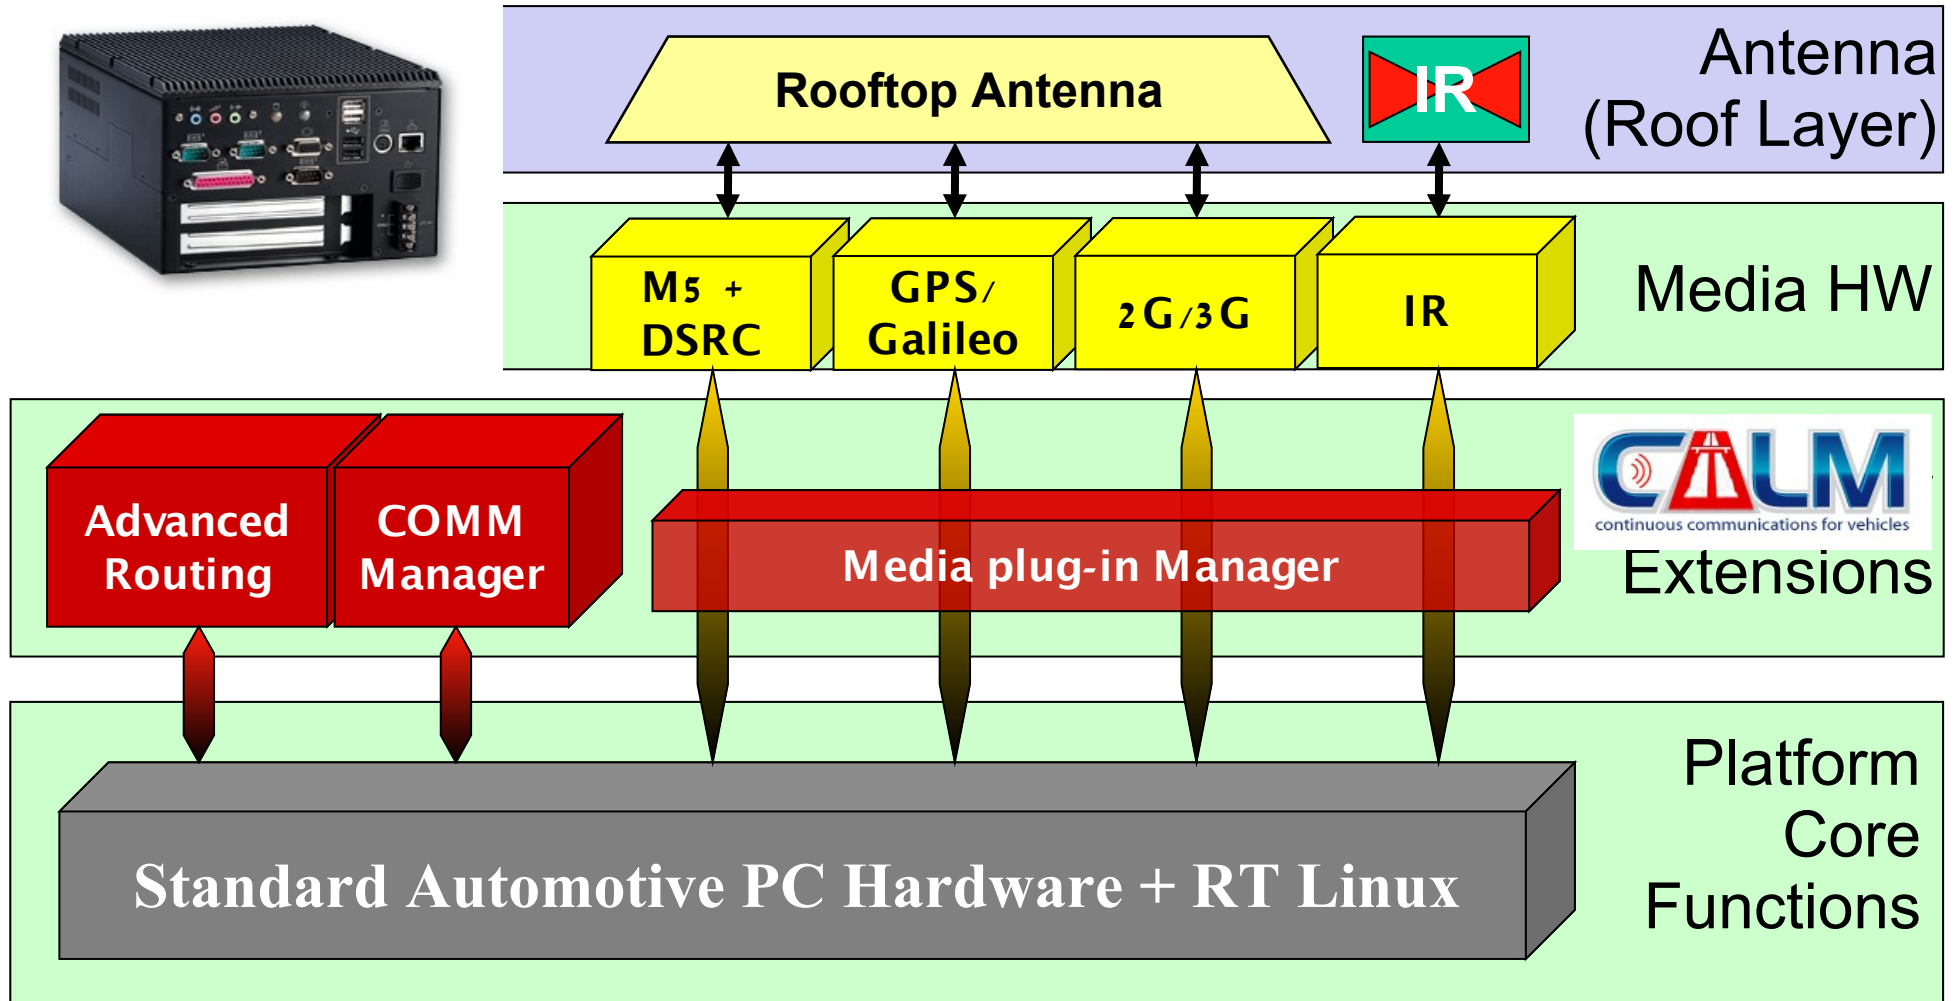 Rooftop Antenna
IR
Antenna
(Roof Layer)
M5 +
DSRC
GPS/
Galileo
2G/3G
IR
Media HW
Advanced
Routing
COMM
Manager
Media plug-in Manager
CALM
continuous communications for vehicles
Extensions
Standard Automotive PC Hardware + RT Linux
Platform
Core
Functions